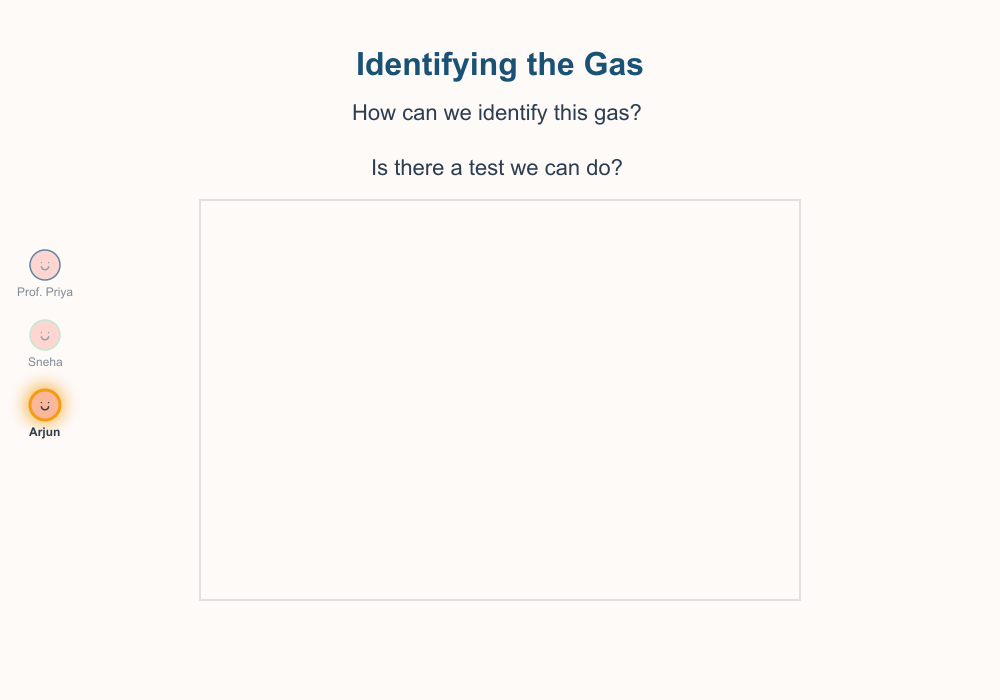 Identifying the Gas
How can we identify this gas?
Is there a test we can do?
Prof. Priya
Sneha
Arjun